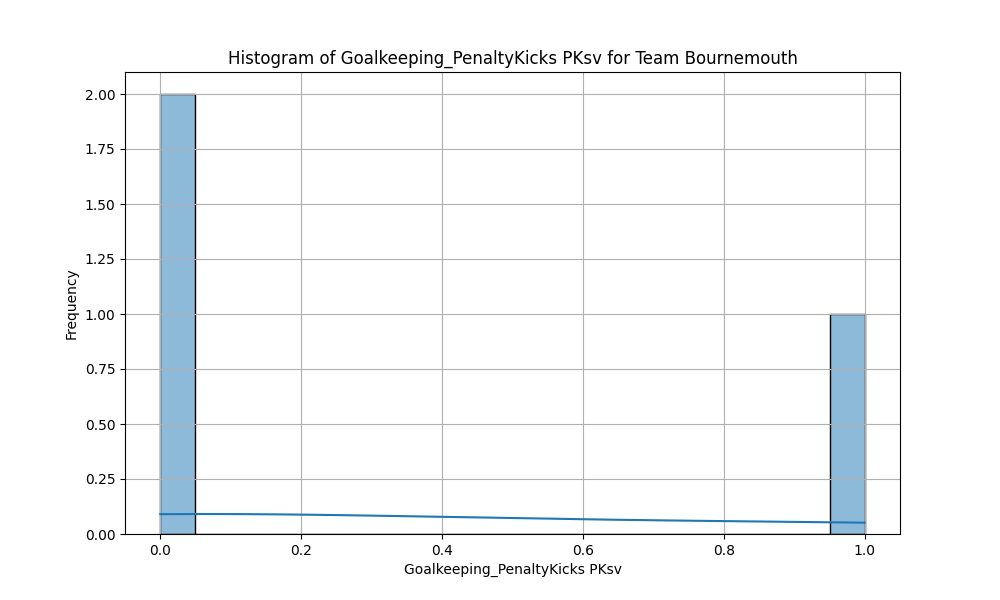 Histogram of Goalkeeping_PenaltyKicks PKsv for Team Bournemouth
2.00
1.75
1.50
1.25
1.00
0.75
0.50
0.25
0.00
Frequency
0.0 0.2 0.4 0.6 0.8 1.0
Goalkeeping_PenaltyKicks PKsv